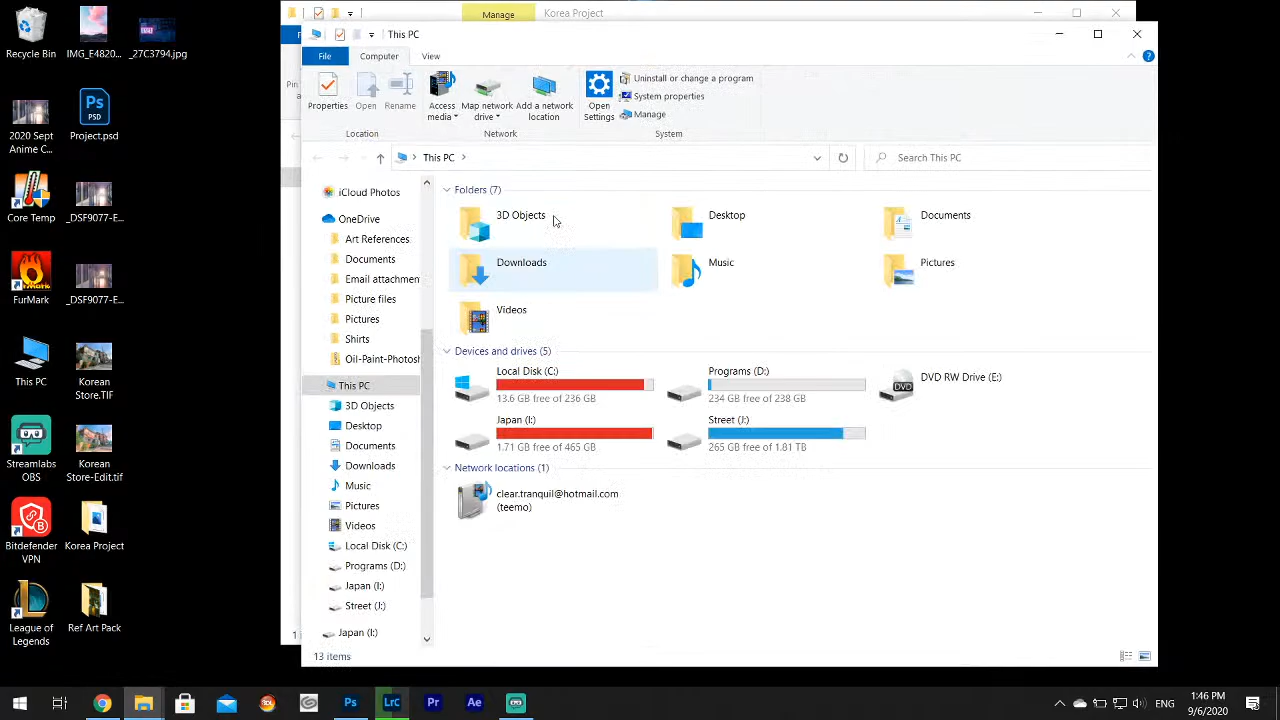 Recycle Bin
IMG_E4820...
_27C3794.jpg
2020 Sept
Anime C...
Ps
PSD
Project.psd
Core Temp
_DSF9077-E...
FurMark
_DSF9077-E...
This PC
Korean
Store.TIF
Streamlabs
OBS
Korean
Store-Edit.tif
Bitdefender
VPN
Korea Project
League of
Legends
Ref Art Pack
Manage
Korea Project
This PC
File
Computer
View
Properties
Open
Rename
Access
media
Map network
drive
Add a network
location
Open
Settings
Uninstall or change a program
System properties
Manage
Location
Network
System
This PC
Search This PC
iCloud Photos
OneDrive
Art References
Documents
Email attachmen
Picture files
Pictures
Shirts
Oil-Paint-Photosh
This PC
3D Objects
Desktop
Documents
Downloads
Music
Pictures
Videos
Local Disk (C:)
Programs (D:)
Japan (I:)
Street (J:)
Japan (I:)
Folders (7)
3D Objects
Desktop
Documents
Downloads
Music
Pictures
Videos
Devices and drives (5)
Local Disk (C:)
13.6 GB free of 236 GB
Programs (D:)
234 GB free of 238 GB
DVD
DVD RW Drive (E:)
Japan (I:)
1.71 GB free of 465 GB
Street (J:)
265 GB free of 1.81 TB
Network locations (1)
clear.tranquil@hotmail.com
(teemo)
13 items
Ps
Lrc
Pr
Ae
ENG
1:46 PM
9/6/2020